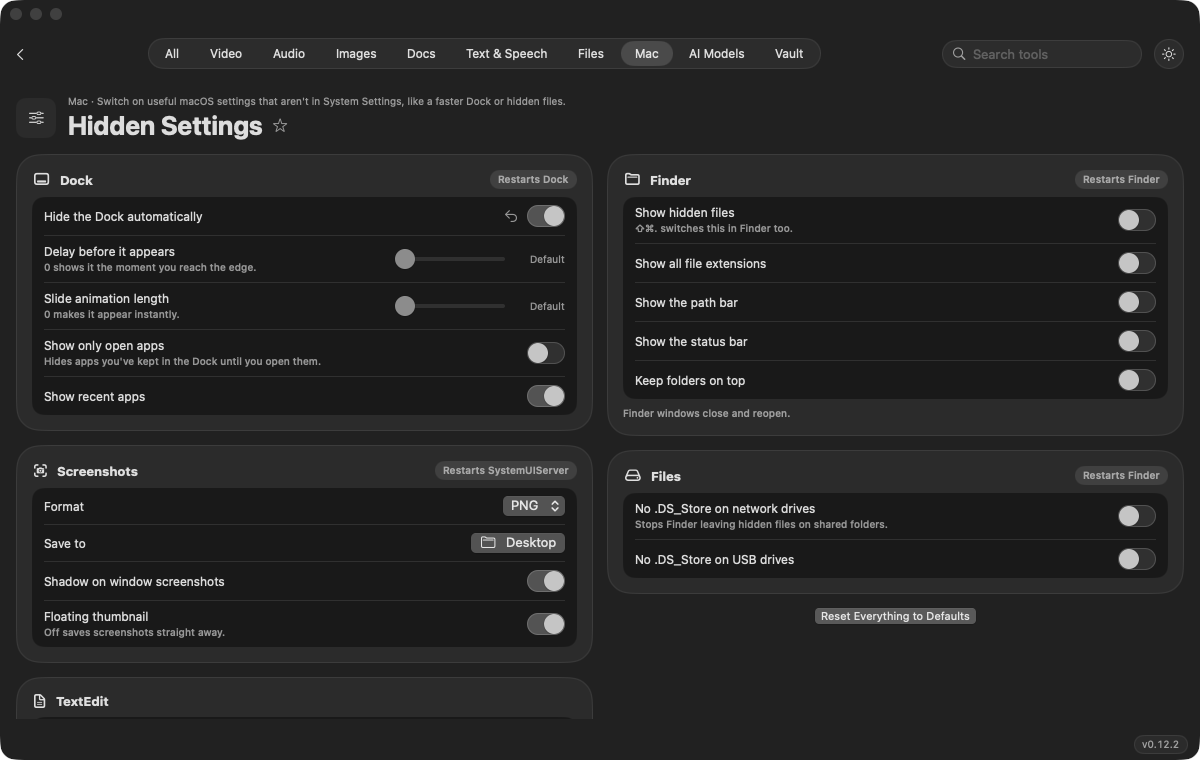 All
Video
Audio
Images
Docs
Text & Speech
Files
Mac
AI Models
Vault
Search tools
Mac · Switch on useful macOS settings that aren't in System Settings, like a faster Dock or hidden files.
Hidden Settings
Dock
Restarts Dock
Hide the Dock automatically
Delay before it appears
0 shows it the moment you reach the edge.
Default
Slide animation length
0 makes it appear instantly.
Default
Show only open apps
Hides apps you've kept in the Dock until you open them.
Show recent apps
Screenshots
Restarts SystemUIServer
Format
PNG
Save to
Desktop
Shadow on window screenshots
Floating thumbnail
Off saves screenshots straight away.
TextEdit
Finder
Restarts Finder
Show hidden files
⇧⌘. switches this in Finder too.
Show all file extensions
Show the path bar
Show the status bar
Keep folders on top
Finder windows close and reopen.
Files
Restarts Finder
No .DS_Store on network drives
Stops Finder leaving hidden files on shared folders.
No .DS_Store on USB drives
Reset Everything to Defaults
v0.12.2